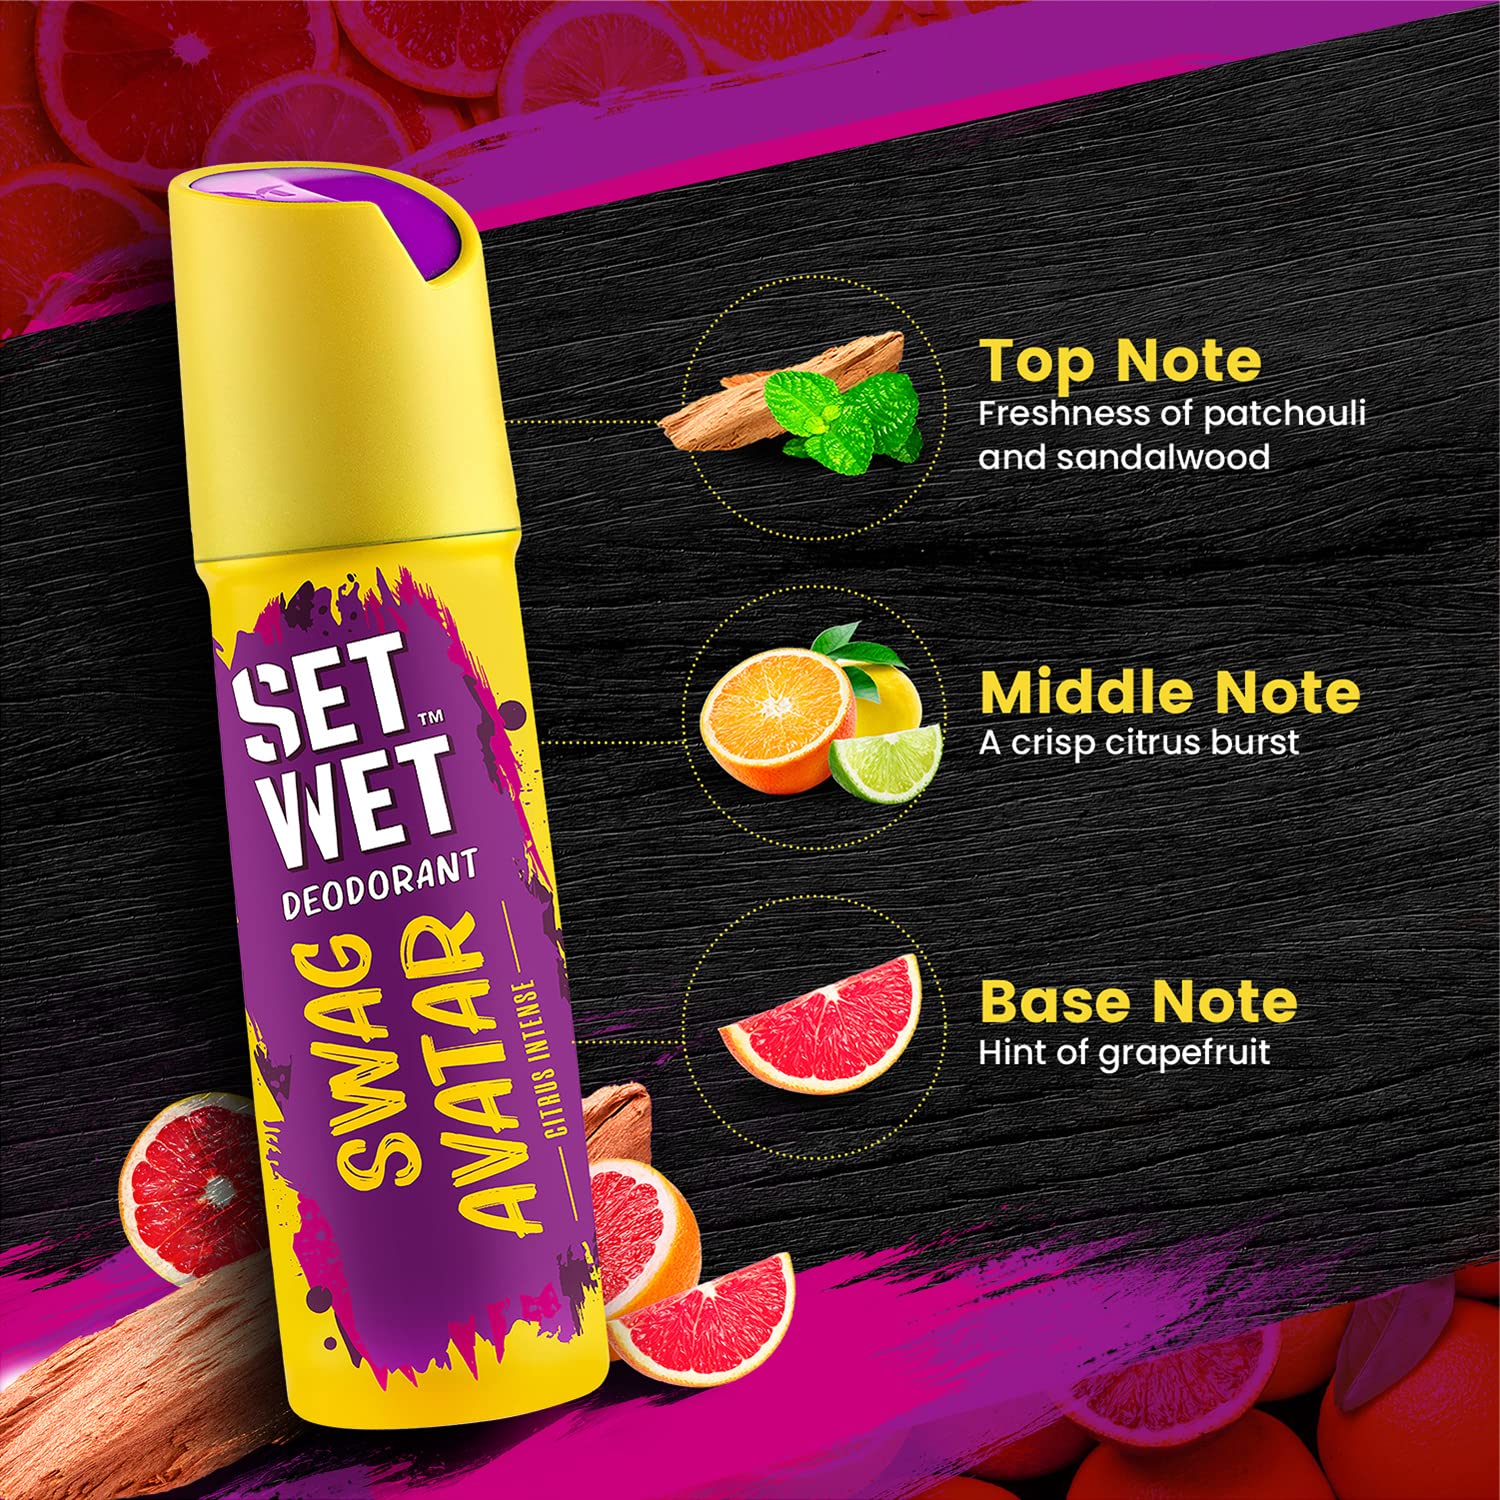 SET
WET™
DEODORANT
SWAG
AVATAR
CITRUS INTENSE
Top Note
Freshness of patchouli
and sandalwood
Middle Note
A crisp citrus burst
Base Note
Hint of grapefruit